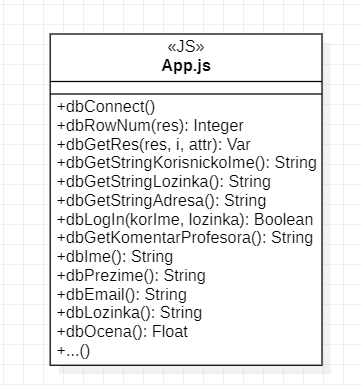 «JS»
App.js
+dbConnect()
+dbRowNum(res): Integer
+dbGetRes(res, i, attr): Var
+dbGetStringKorisnickoIme(): String
+dbGetStringLozinka(): String
+dbGetStringAdresa(): String
+dbLogIn(korIme, lozinka): Boolean
+dbGetKomentarProfesora(): String
+dbIme(): String
+dbPrezime(): String
+dbEmail(): String
+dbLozinka(): String
+dbOcena(): Float
+...()